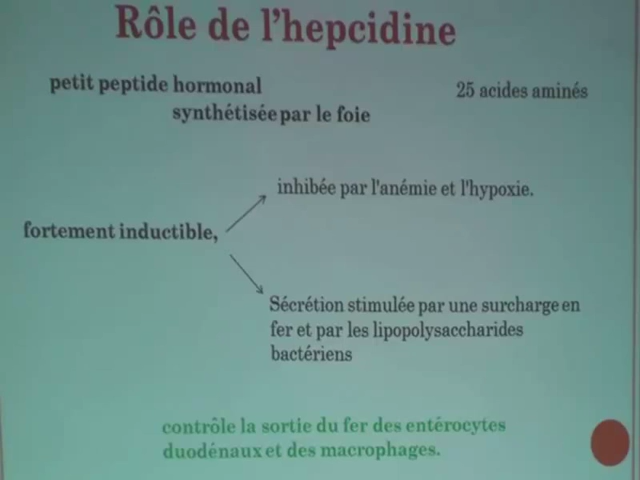 Rôle de l'hepcidine
petit peptide hormonal
25 acides aminés
synthétisée par le foie
inhibée par l'anémie et l'hypoxie.
fortement inductible,
Sécrétion stimulée par une surcharge en
fer et par les lipopolysaccharides
bactériens
contrôle la sortie du fer des entérocytes
duodénaux et des macrophages.